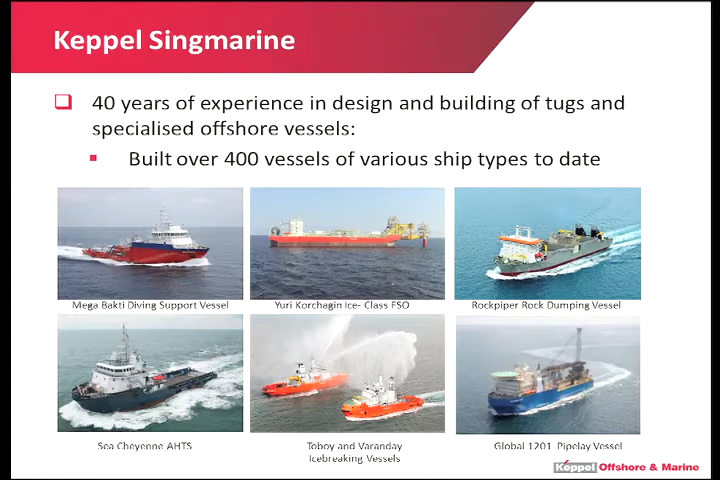 Keppel Singmarine
40 years of experience in design and building of tugs and
specialised offshore vessels:
Built over 400 vessels of various ship types to date
Mega Bakti Diving Support Vessel
Yuri Korchagin Ice- Class FSO
Rockpiper Rock Dumping Vessel
Sea Cheyenne AHTS
Toboy and Varanday
Icebreaking Vessels
Global 1201 Pipelay Vessel
Keppel Offshore & Marine